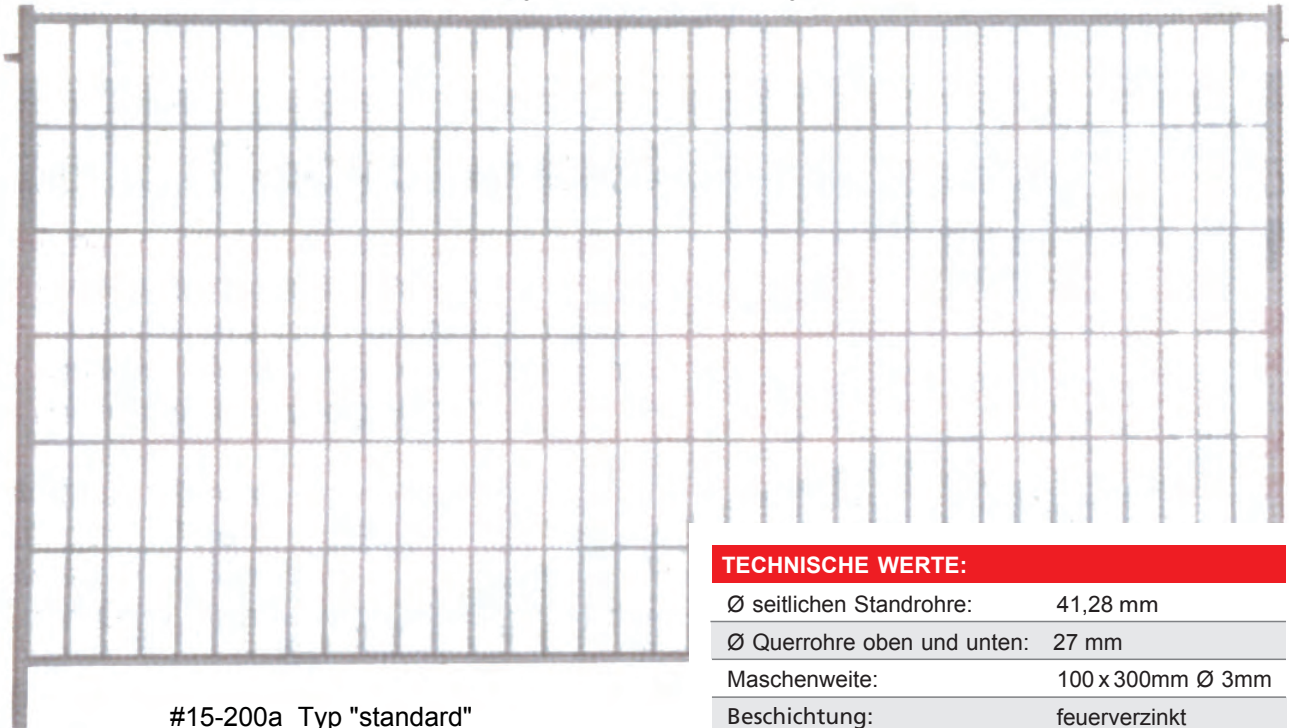 TECHNISCHE WERTE:
Ø seitlichen Standrohre: 41,28 mm
Ø Querrohre oben und unten: 27 mm
Maschenweite: 100 x 300mm Ø 3mm
#15-200a Typ "standard"
Beschichtung: feuerverzinkt